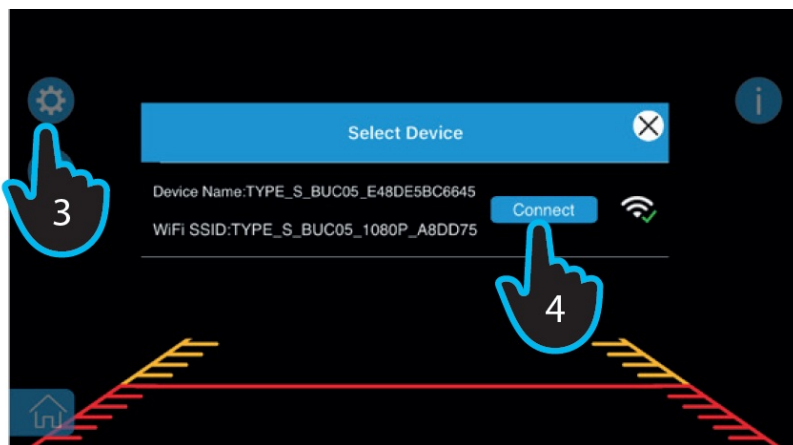 Select Device
Device Name:TYPE_S_BUC05_E48DE5BC6645
Connect
WiFi SSID:TYPE_S_BUC05_1080P_A8DD75
3
4
i